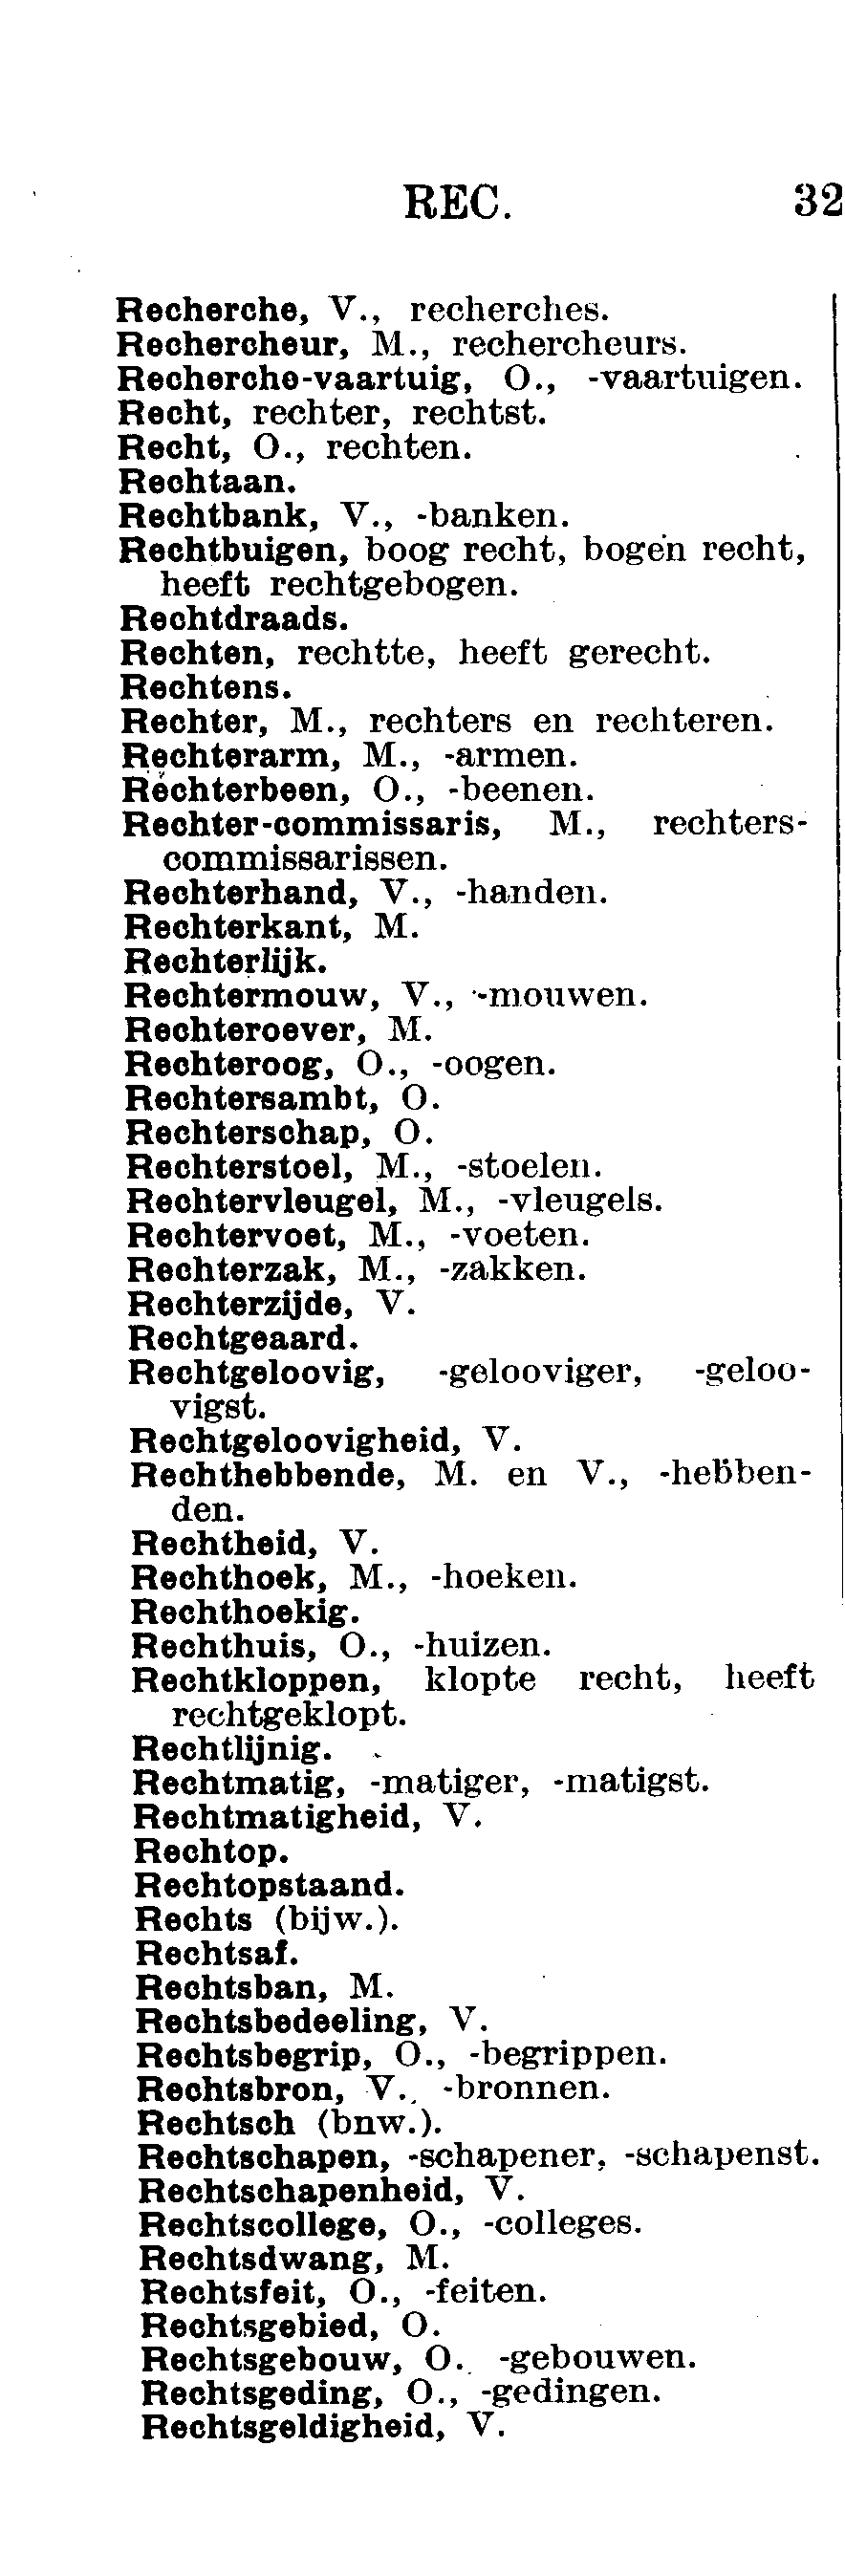 REC. 32
Recherche, V., recherches.
Rechercheur, M., rechercheurs.
Recherche-vaartuig, O., -vaartuigen.
Recht, rechter, rechtst.
Recht, O., rechten.
Rechtaan.
Rechtbank, V., -banken.
Rechtbuigen, boog recht, bogen recht,
heeft rechtgebogen.
Rechtdraads.
Rechten, rechtte, heeft gerecht.
Rechtens.
Rechter, M., rechters en rechteren.
Rechterarm, M., -armen.
Rechterbeen, O., -beenen.
Rechter-commissaris, M., rechters-
commissarissen.
Rechterhand, V., -handen.
Rechterkant, M.
Rechterlijk.
Rechtermouw, V., -mouwen.
Rechteroever, M.
Rechteroog, O., -oogen.
Rechtersambt, O.
Rechterschap, O.
Rechterstoel, M., -stoelen.
Rechtervleugel, M., -vleugels.
Rechtervoet, M., -voeten.
Rechterzak, M., -zakken.
Rechterzijde, V.
Rechtgeaard.
Rechtgeloovig, -gelooviger, -geloo-
vigst.
Rechtgeloovigheid, V.
Rechthebbende, M. en V., -hebben-
den.
Rechtheid, V.
Rechthoek, M., -hoeken.
Rechthoekig.
Rechthuis, O., -huizen.
Rechtkloppen, klopte recht, heeft
rechtgeklopt.
Rechtlijnig.
Rechtmatig, -matiger, -matigst.
Rechtmatigheid, V.
Rechtop.
Rechtopstaand.
Rechts (bijw.).
Rechtsaf.
Rechtsban, M.
Rechtsbedeeling, V.
Rechtsbegrip, O., -begrippen.
Rechtsbron, V., -bronnen.
Rechtsch (bnw.).
Rechtschapen, -schapener, -schapenst.
Rechtschapenheid, V.
Rechtscollege, O., -colleges.
Rechtsdwang, M.
Rechtsfeit, O., -feiten.
Rechtsgebied, O.
Rechtsgebouw, O., -gebouwen.
Rechtsgeding, O., -gedingen.
Rechtsgeldigheid, V.